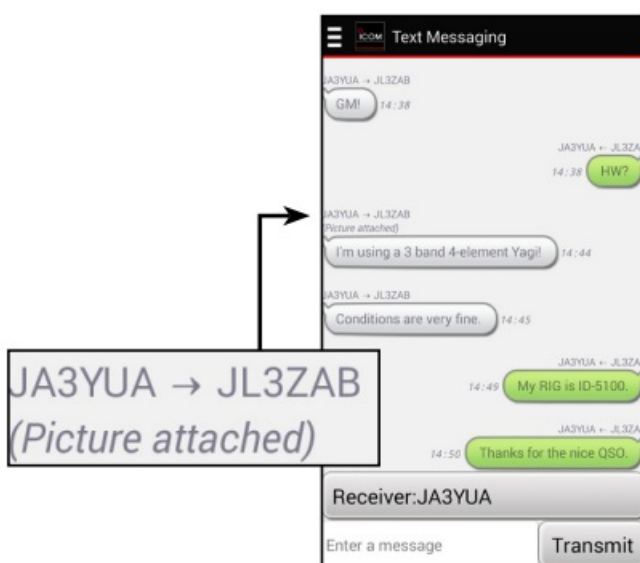 ICOM Text Messaging
JA3YUA → JL3ZAB
GM! 14:38
JA3YUA ← JL3ZA
14:38 HW?
JA3YUA → JL3ZAB
(Picture attached)
I'm using a 3 band 4-element Yagi! 14:44
JA3YUA → JL3ZAB
Conditions are very fine. 14:45
JA3YUA → JL3ZAB
(Picture attached)
JA3YUA ← JL3ZA
14:49 My RIG is ID-5100.
JA3YUA ← JL3ZA
14:50 Thanks for the nice QSO.
Receiver:JA3YUA
Enter a message Transmit